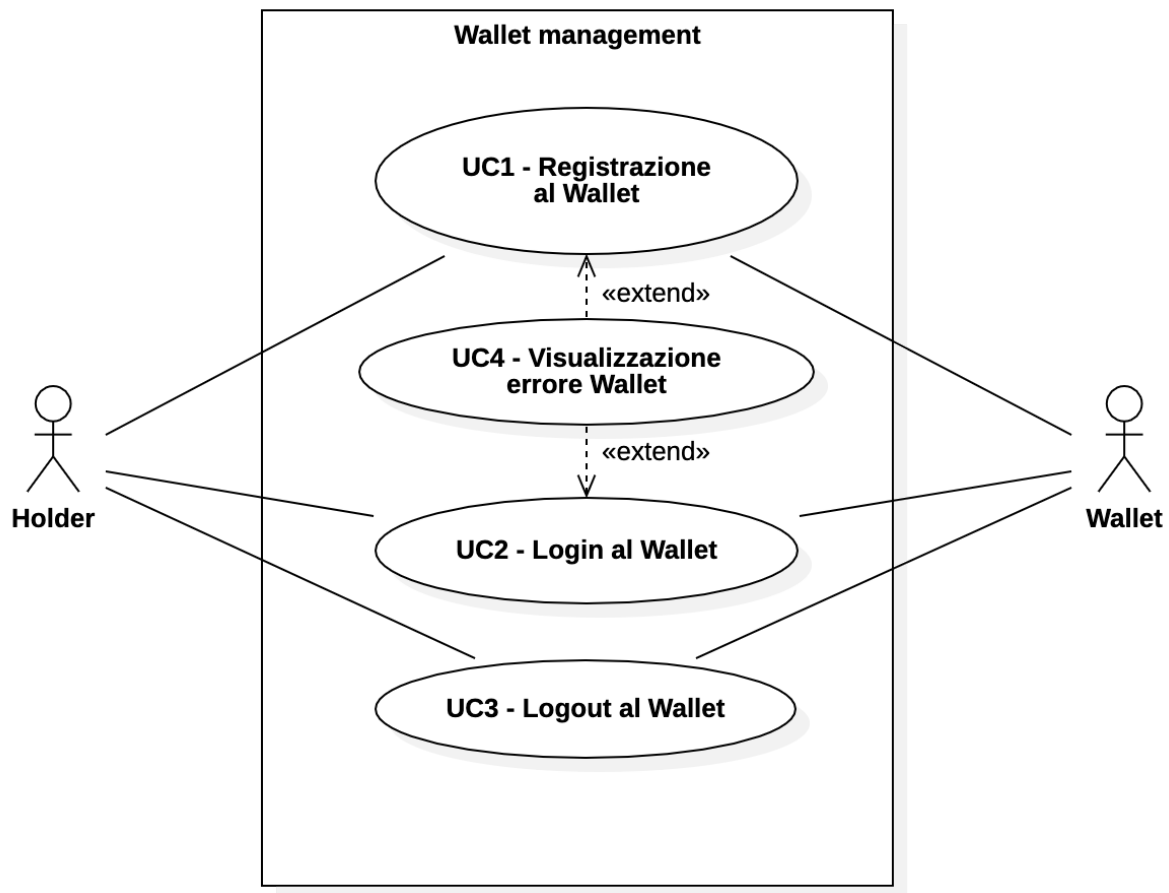 Wallet management
UC1 - Registrazione
al Wallet
«extend»
UC4 - Visualizzazione
errore Wallet
«extend»
Holder
Wallet
UC2 - Login al Wallet
UC3 - Logout al Wallet